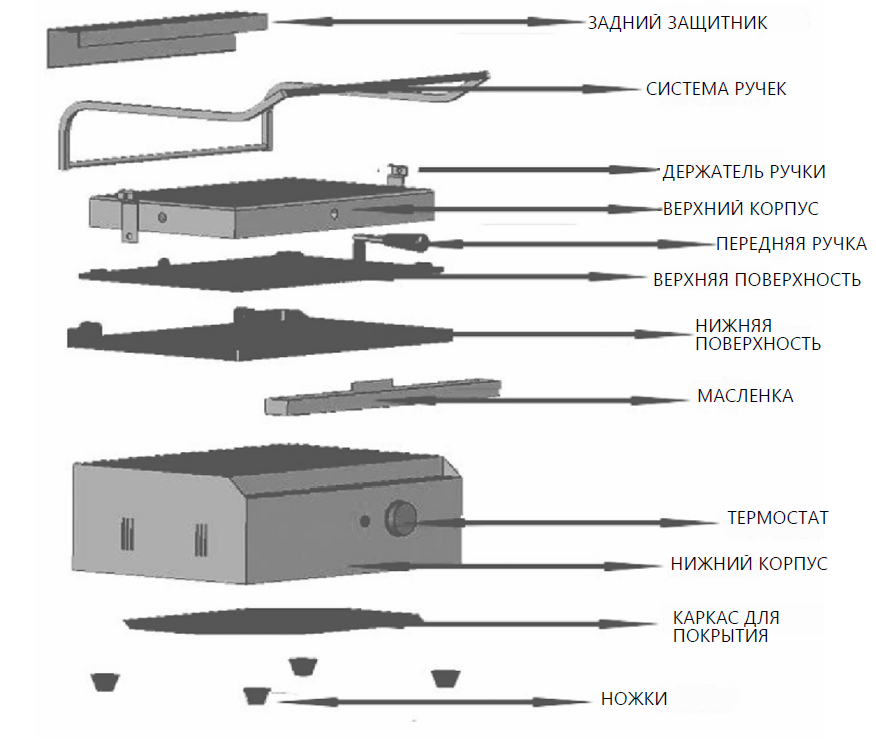 ЗАДНИЙ ЗАЩИТНИК
СИСТЕМА РУЧЕК
ДЕРЖАТЕЛЬ РУЧКИ
ВЕРХНИЙ КОРПУС
ПЕРЕДНЯЯ РУЧКА
ВЕРХНЯЯ ПОВЕРХНОСТЬ
НИЖНЯЯ
ПОВЕРХНОСТЬ
МАСЛЕНКА
ТЕРМОСТАТ
НИЖНИЙ КОРПУС
КАРКАС ДЛЯ
ПОКРЫТИЯ
НОЖКИ